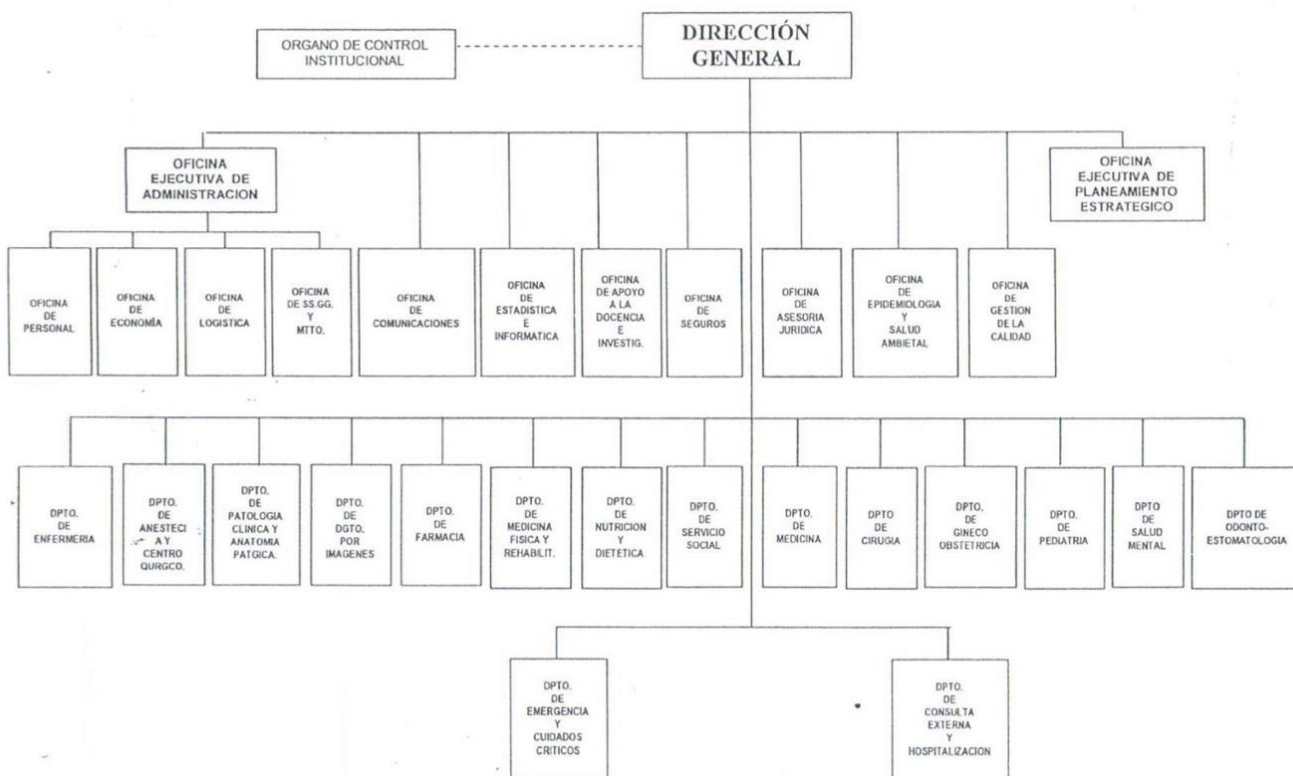 ORGANO DE CONTROL
INSTITUCIONAL
DIRECCIÓN
GENERAL
OFICINA
EJECUTIVA DE
ADMINISTRACION
OFICINA
EJECUTIVA DE
PLANEAMIENTO
ESTRATEGICO
OFICINA
DE
PERSONAL
OFICINA
DE
ECONOMÍA
OFICINA
DE
LOGISTICA
OFICINA
DE SS.GG.
Y
MTTO.
OFICINA
DE
COMUNICACIONES
OFICINA
DE
ESTADISTICA
E
INFORMATICA
OFICINA
DE APOYO
A LA
DOCENCIA
E
INVESTIG.
OFICINA
DE
SEGUROS
OFICINA
DE
ASESORIA
JURIDICA
OFICINA
DE
EPIDEMIOLOGIA
Y
SALUD
AMBIETAL
OFICINA
DE
GESTION
DE LA
CALIDAD
DPTO.
DE
ENFERMERIA
DPTO.
DE
ANESTECI
A Y
CENTRO
QURGCO.
DPTO.
DE
PATOLOGIA
CLINICA Y
ANATOMIA
PATGICA.
DPTO.
DE
DGTO.
POR
IMAGENES
DPTO.
DE
FARMACIA
DPTO.
DE
MEDICINA
FISICA Y
REHABILIT.
DPTO.
DE
NUTRICION
Y
DIETETICA
DPTO.
DE
SERVICIO
SOCIAL
DPTO.
DE
MEDICINA
DPTO
DE
CIRUGIA
DPTO.
DE
GINECO
OBSTETRICIA
DPTO.
DE
PEDIATRIA
DPTO
DE
SALUD
MENTAL
DPTO DE
ODONTO-
ESTOMATOLOGIA
DPTO.
DE
EMERGENCIA
Y
CUIDADOS
CRITICOS
DPTO.
DE
CONSULTA
EXTERNA
Y
HOSPITALIZACION